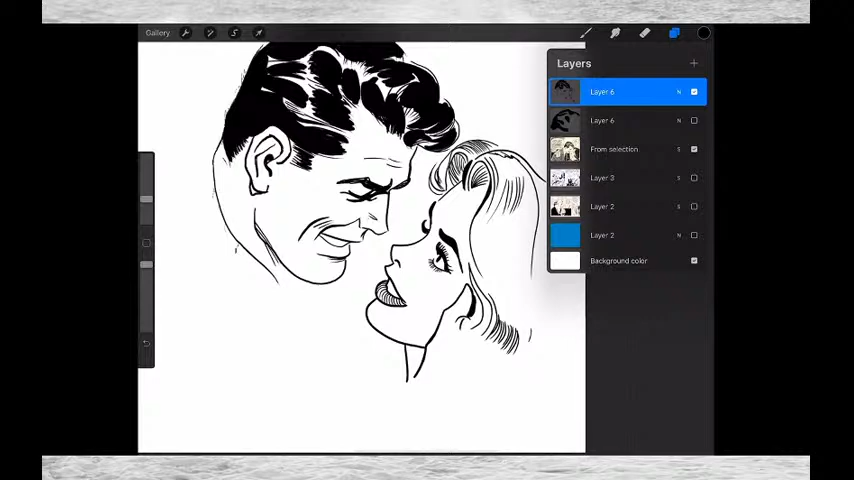 Gallery
Layers
Layer 6 N
Layer 6 N
From selection S
Layer 3 S
Layer 2 S
Layer 2 N
Background color